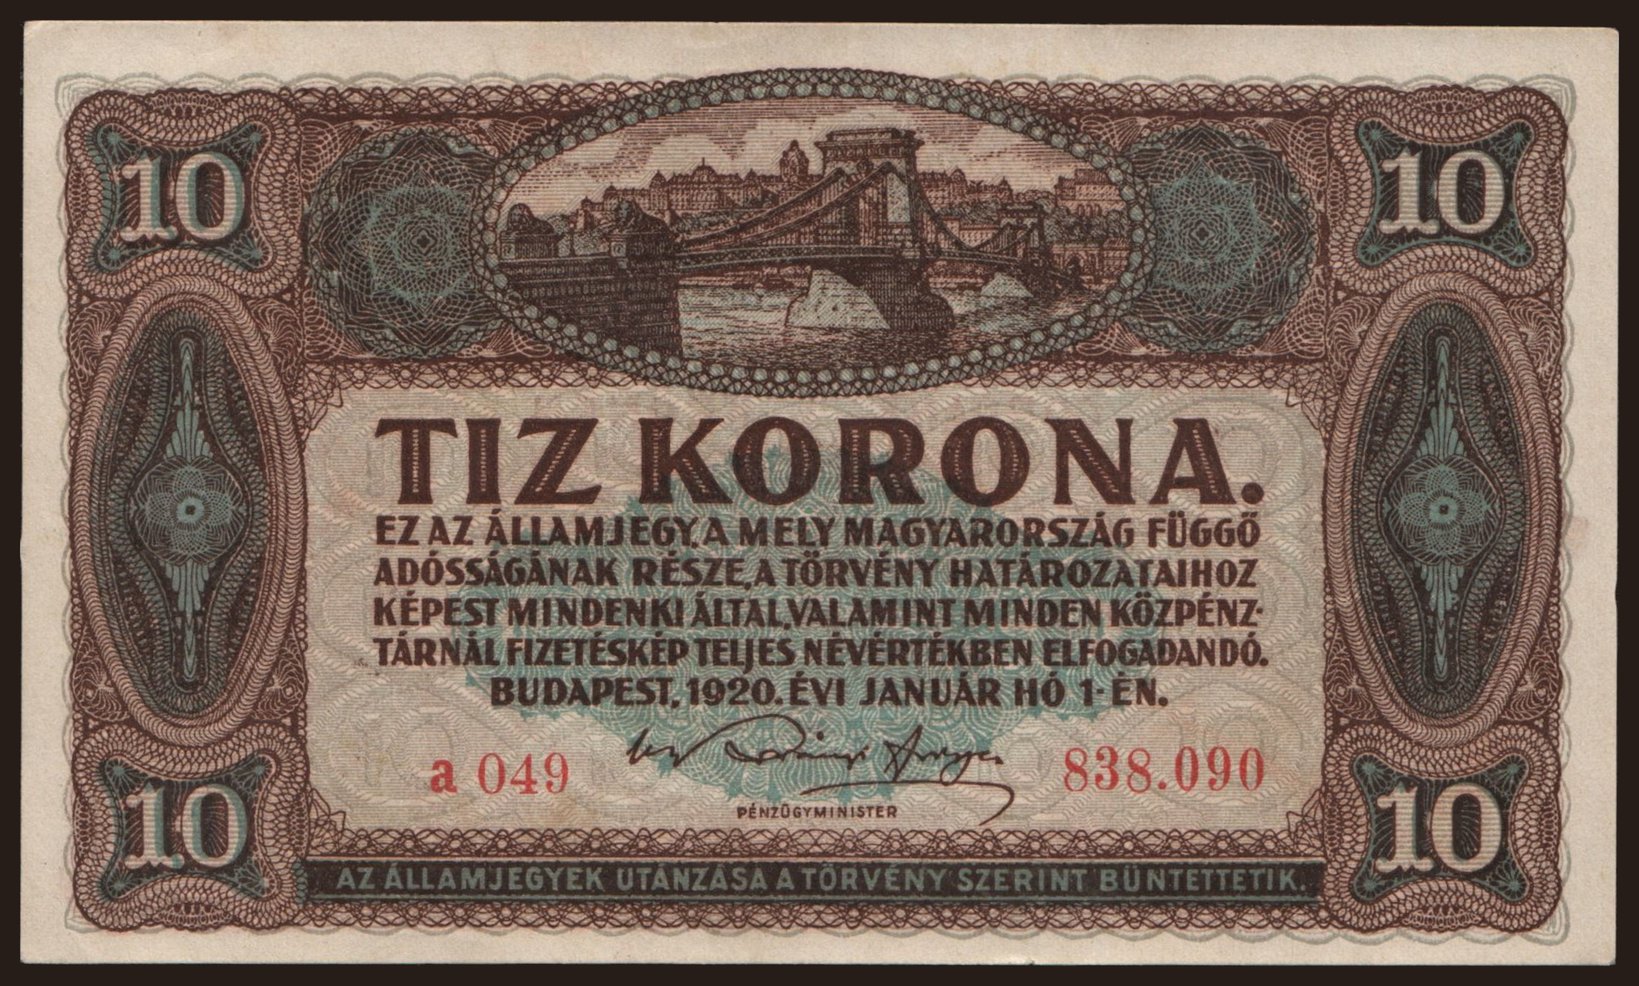 10 10
TIZ KORONA.
EZ AZ ÁLLAMJEGY, A MELY MAGYARORSZÁG FÜGGŐ
ADÓSSÁGÁNAK RÉSZE, A TÖRVÉNY HATÁROZATAIHOZ
KÉPEST MINDENKI ÁLTAL, VALAMINT MINDEN KÖZPÉNZ-
TÁRNÁL FIZETÉSKÉP TELJES NÉVÉRTÉKBEN ELFOGADANDÓ.
BUDAPEST, 1920. ÉVI JANUÁR HÓ 1-ÉN.
a 049 838.090
PÉNZÜGYMINISTER
10 10
AZ ÁLLAMJEGYEK UTÁNZÁSA A TÖRVÉNY SZERINT BÜNTETTETIK.